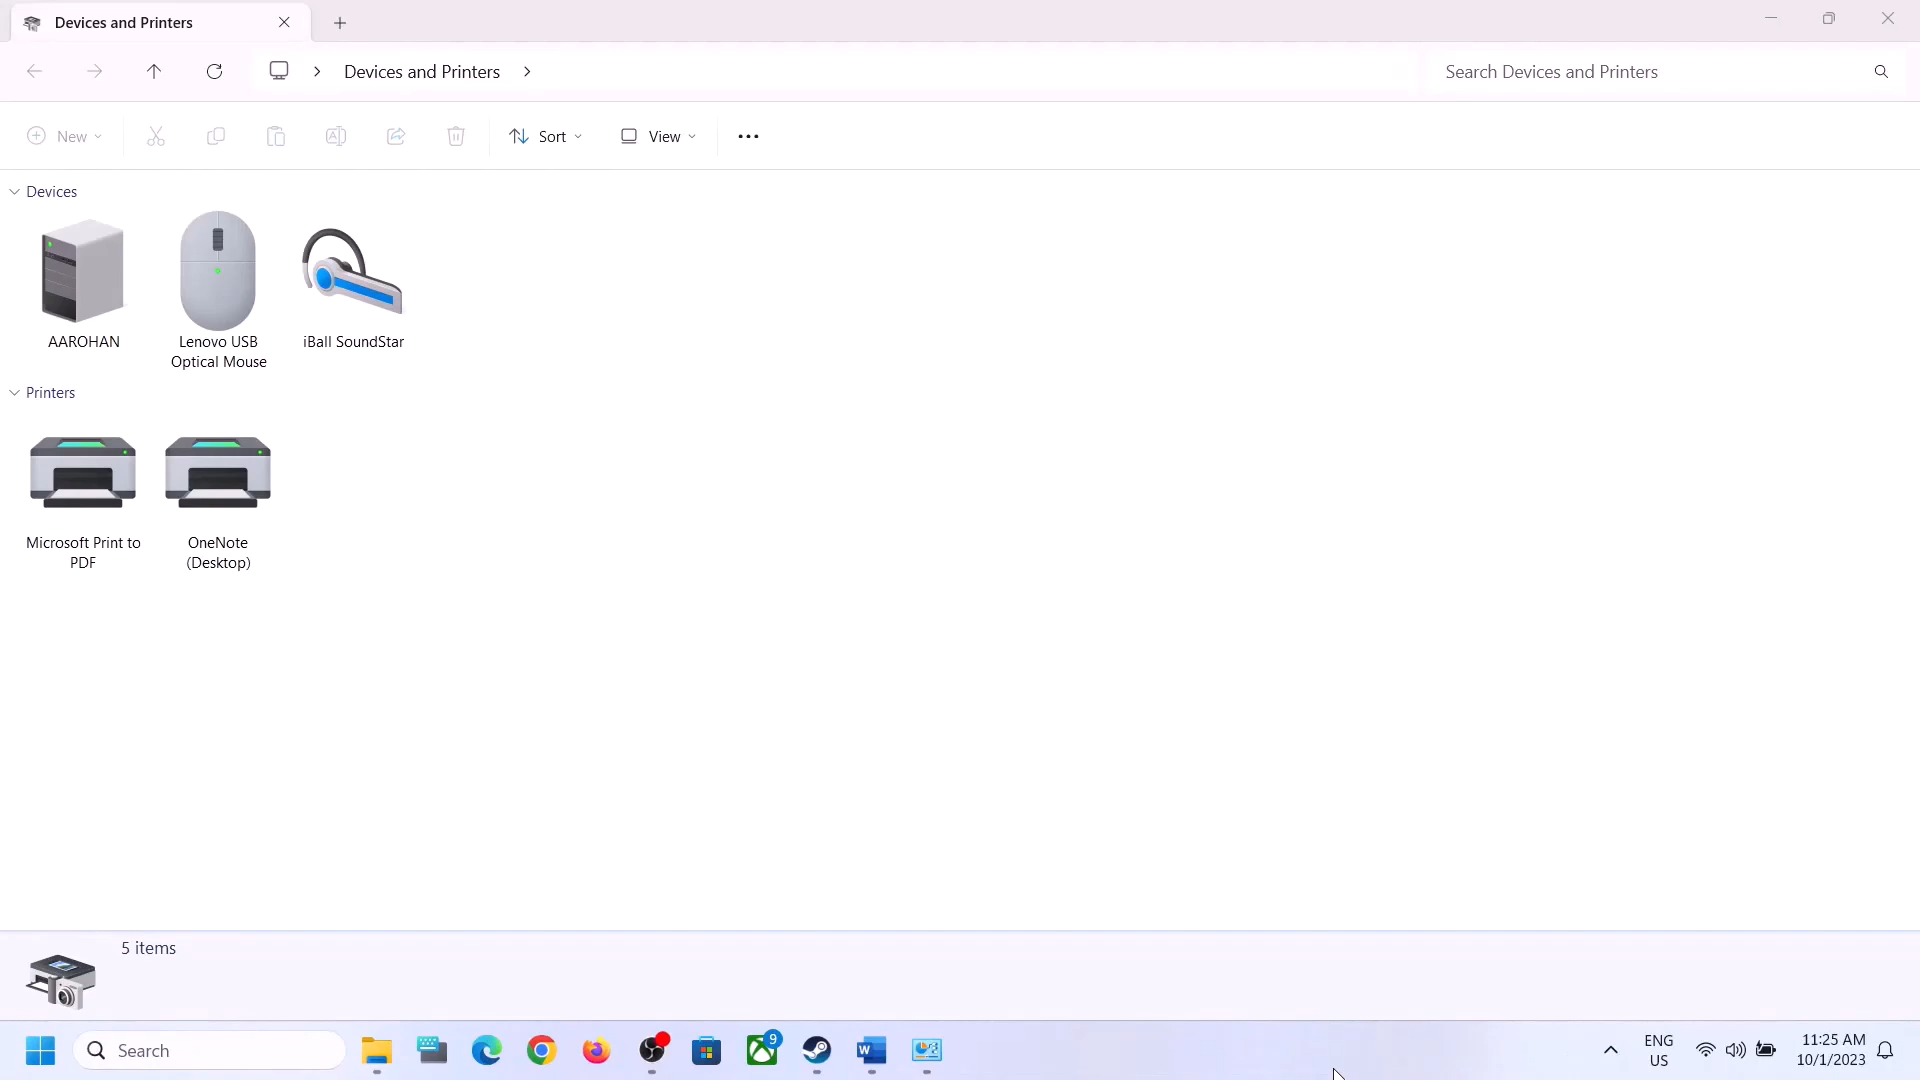 Devices and Printers
Devices and Printers
Search Devices and Printers
New
Sort
View
Devices
AAROHAN
Lenovo USB
Optical Mouse
iBall SoundStar
Printers
Microsoft Print to
PDF
OneNote
(Desktop)
5 items
Search
9
W
ENG
US
11:25 AM
10/1/2023